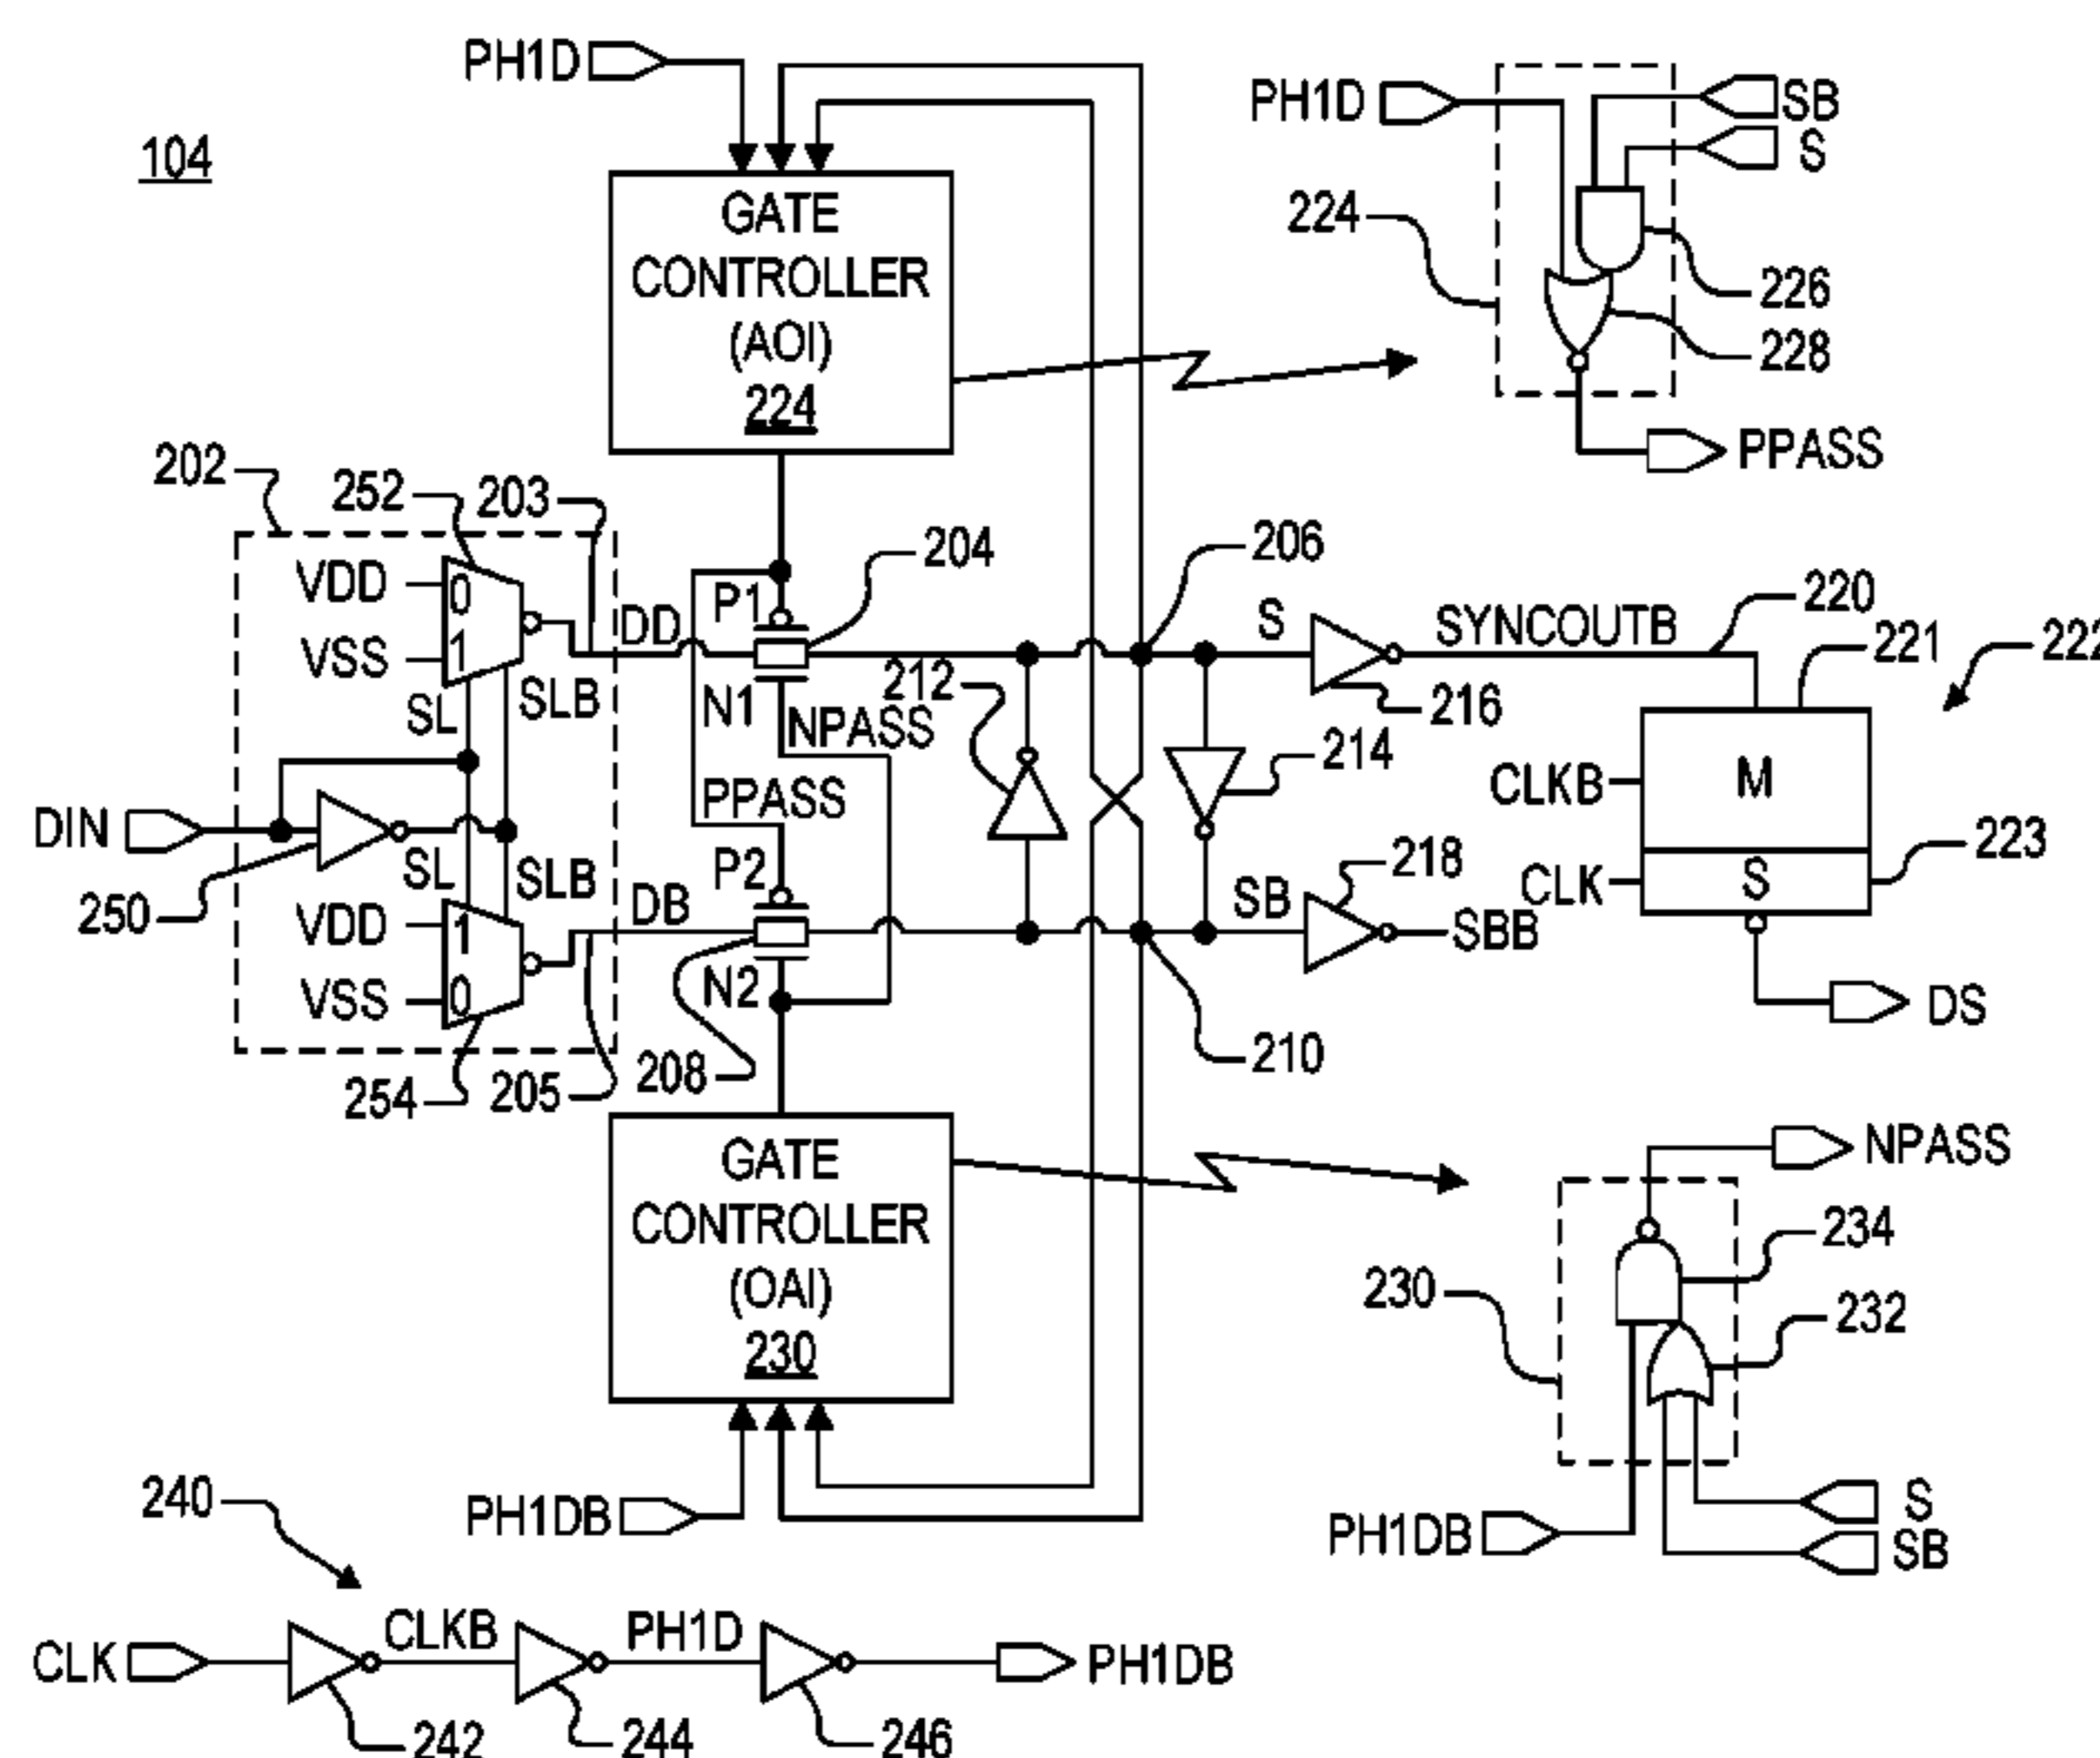 PH1D
104
GATE
CONTROLLER
(AOI)
224
PH1D
SB
S
224
226
228
PPASS
202
252
203
VDD
0
VSS
1
SL
SLB
DD
P1
204
N1
NPASS
212
206
S
SYNCOUTB
220
221
222
216
214
M
CLKB
CLK
S
223
DS
DIN
250
SL
SLB
PPASS
P2
DB
N2
SB
218
SBB
VDD
1
VSS
0
254
205
208
210
GATE
CONTROLLER
(OAI)
230
NPASS
234
232
230
S
SB
PH1DB
PH1DB
240
CLK
CLKB
PH1D
PH1DB
242
244
246